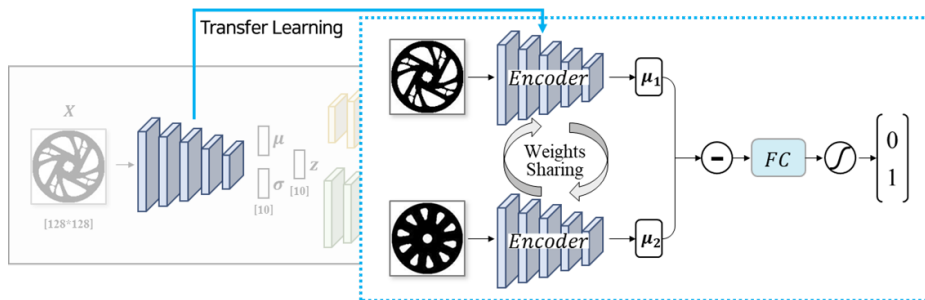 Transfer Learning
X
[128*128]
μ
σ
[10]
z
[10]
Encoder
μ₁
Weights
Sharing
Encoder
μ₂
−
FC
0
1